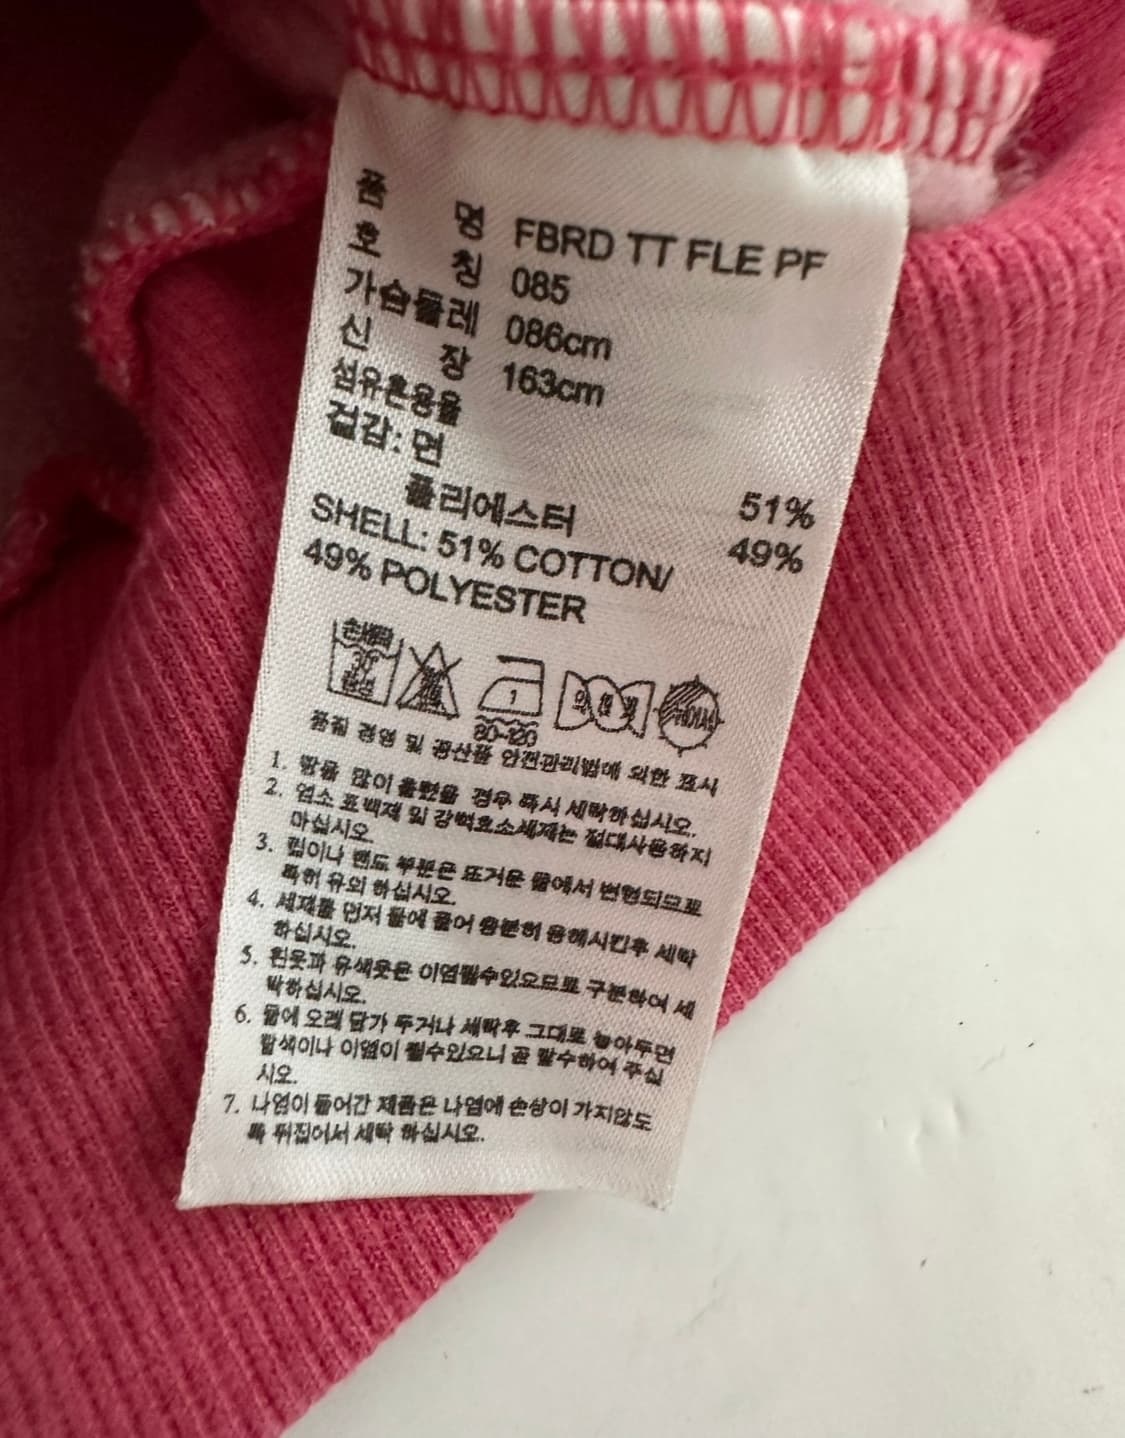 품 명 FBRD TT FLE PF
호 칭 085
가슴둘레 086cm
신 장 163cm
섬유혼용율
겉감: 면 51%
폴리에스터 49%
SHELL: 51% COTTON/
49% POLYESTER
손세탁
30°
중성
1
80~120
케어서
품질 경영 및 공산품 안전관리법에 의한 표시
1. 땀을 많이 흘렸을 경우 즉시 세탁하십시오.
2. 염소 표백제 및 강력효소세제는 절대사용하지
마십시오.
3. 립이나 밴드 부분은 뜨거운 물에서 변형되므로
특히 유의 하십시오.
4. 세제를 먼저 물에 풀어 충분히 용해시킨후 세탁
하십시오.
5. 흰옷과 유색옷은 이염될수있으므로 구분하여 세
탁하십시오.
6. 물에 오래 담가 두거나 세탁후 그대로 놓아두면
탈색이나 이염이 될수있으니 곧 탈수하여 주십
시오.
7. 나염이 들어간 제품은 나염에 손상이 가지않도
록 뒤집어서 세탁 하십시오.